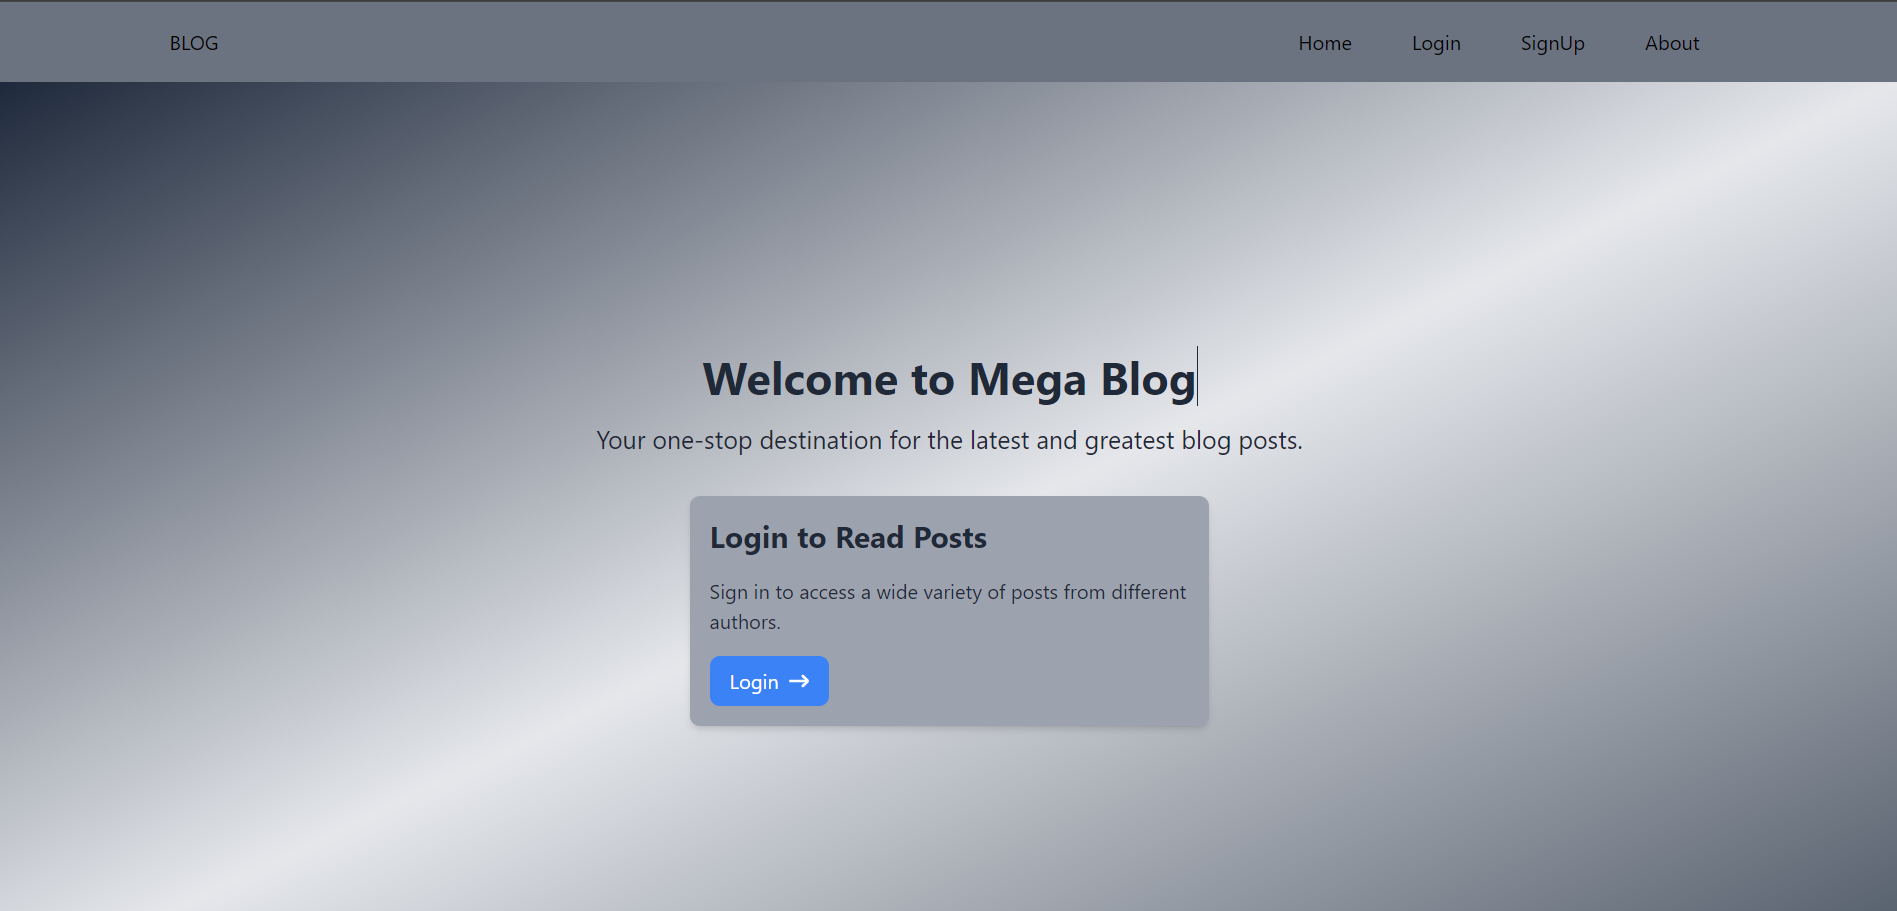 BLOG Home Login SignUp About
Welcome to Mega Blog
Your one-stop destination for the latest and greatest blog posts.
Login to Read Posts
Sign in to access a wide variety of posts from different
authors.
Login →